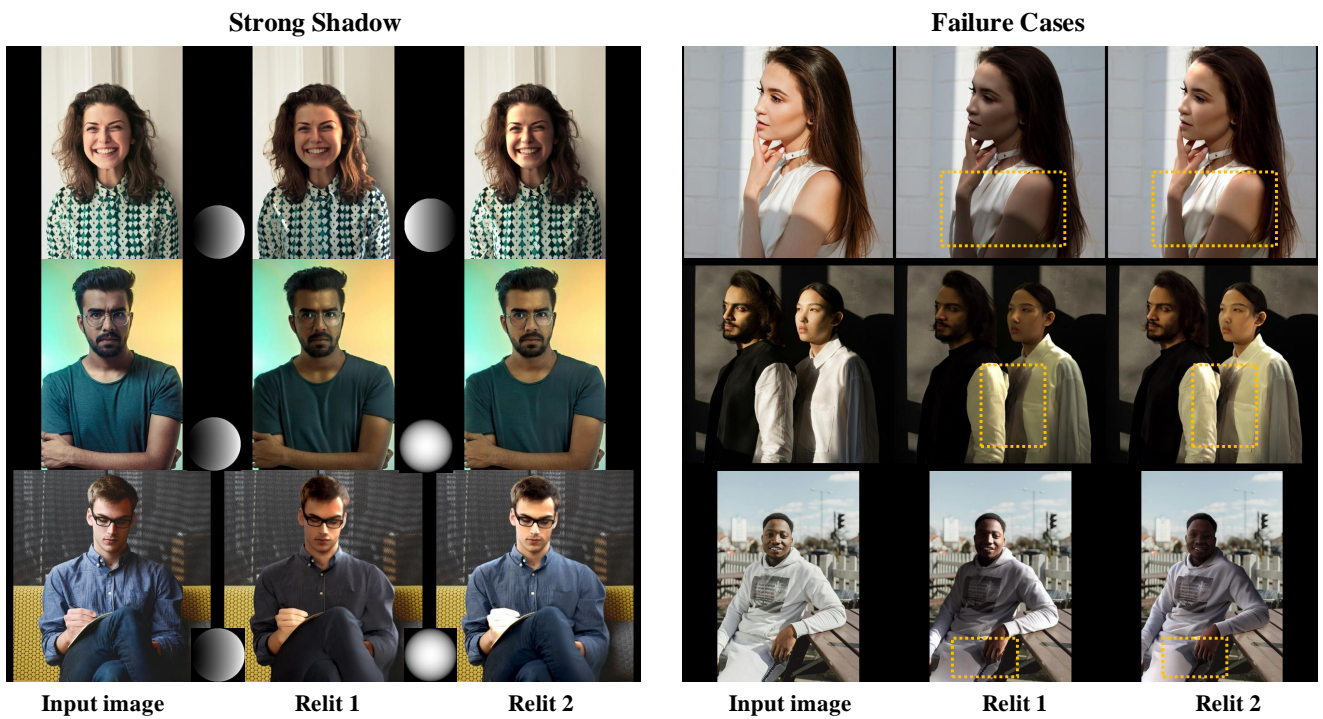 Strong Shadow
Failure Cases
Input image
Relit 1
Relit 2
Input image
Relit 1
Relit 2